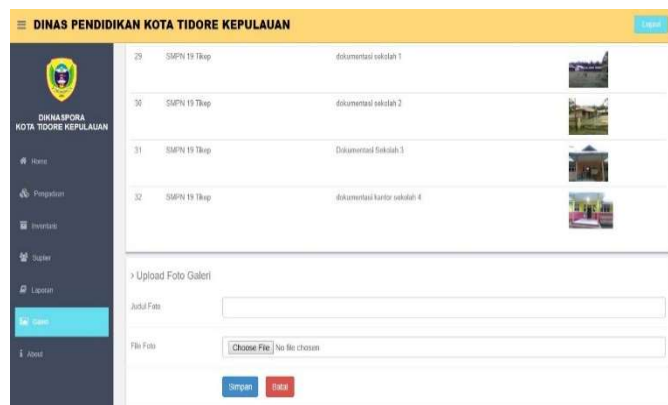 DINAS PENDIDIKAN KOTA TIDORE KEPULAUAN
Logout
DIKNASPORA
KOTA TIDORE KEPULAUAN
Home
Pengaduan
Inventaris
Suplier
Laporan
Galeri
About
29 SMPN 19 Tikep dokumentasi sekolah 1
30 SMPN 19 Tikep dokumentasi sekolah 2
31 SMPN 19 Tikep Dokumentasi Sekolah 3
32 SMPN 19 Tikep dokumentasi kantor sekolah 4
› Upload Foto Galeri
Judul Foto
File Foto Choose File No file chosen
Simpan Batal